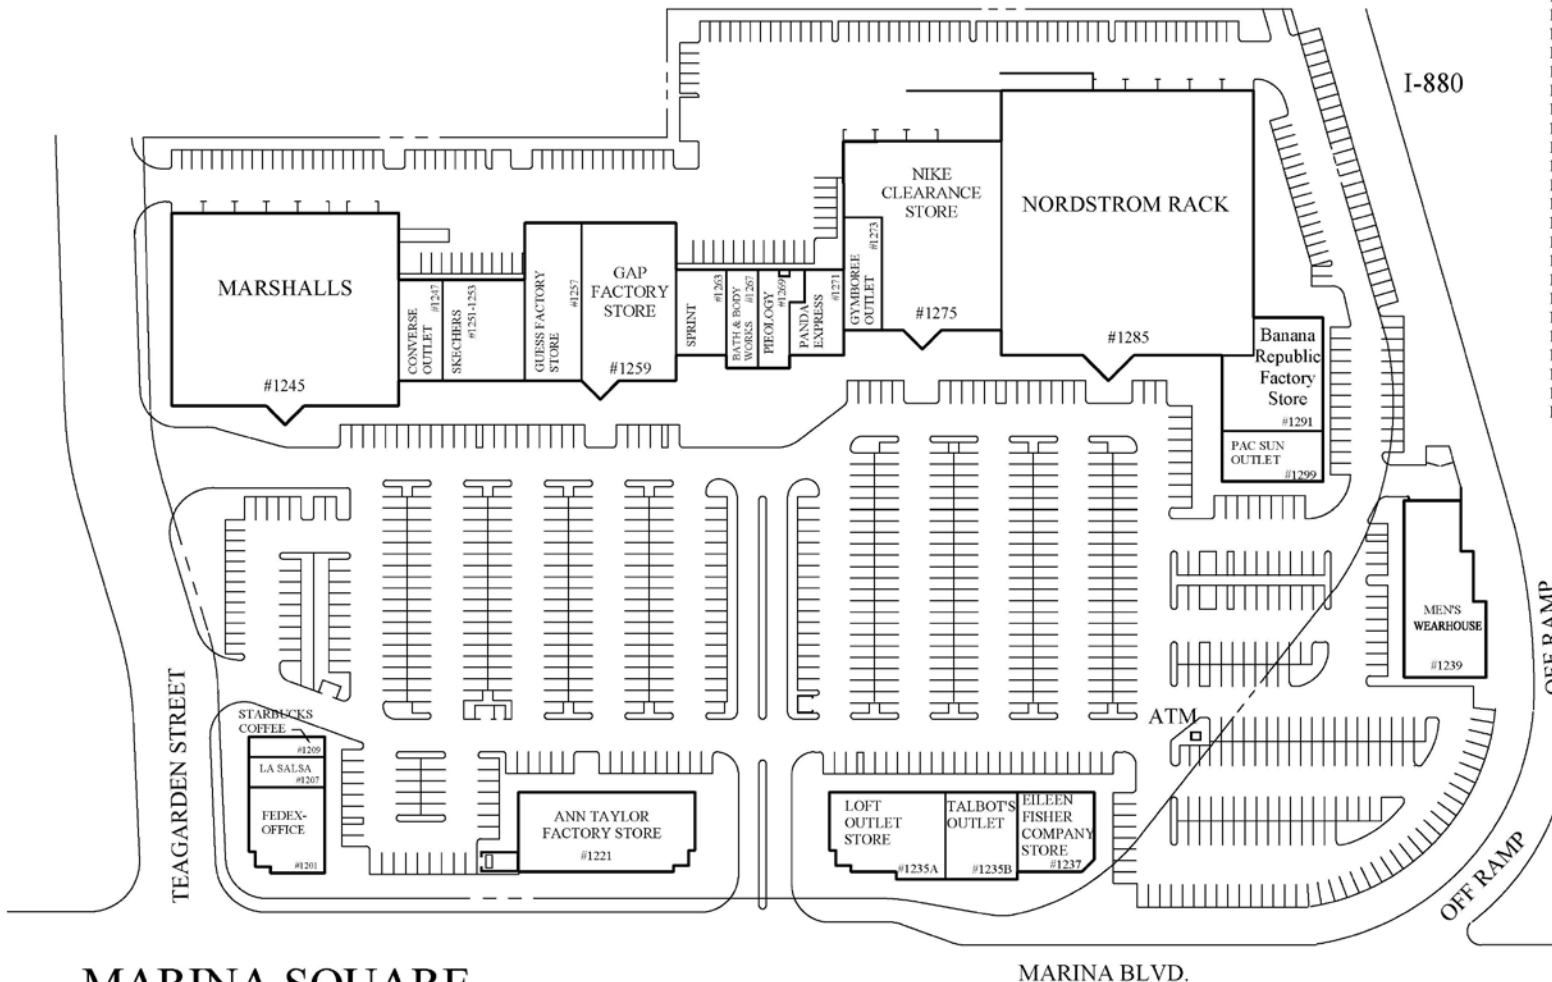 I-880
MARSHALLS
#1245
CONVERSE
OUTLET
#1247
SKECHERS
#1251-1253
GUESS FACTORY
STORE
#1257
GAP
FACTORY
STORE
#1259
SPRINT
#1263
BATH & BODY
WORKS
#1267
PIEOLOGY
#1269
PANDA
EXPRESS
#1271
GYMBOREE
OUTLET
#1273
NIKE
CLEARANCE
STORE
#1275
NORDSTROM RACK
#1285
Banana
Republic
Factory
Store
#1291
PAC SUN
OUTLET
#1299
MEN'S
WEARHOUSE
#1239
OFF RAMP
TEAGARDEN STREET
STARBUCKS
COFFEE
#1209
LA SALSA
#1207
FEDEX-
OFFICE
#1201
ANN TAYLOR
FACTORY STORE
#1221
LOFT
OUTLET
STORE
#1235A
TALBOT'S
OUTLET
#1235B
EILEEN
FISHER
COMPANY
STORE
#1237
ATM
OFF RAMP
MARINA SQUARE
MARINA BLVD.